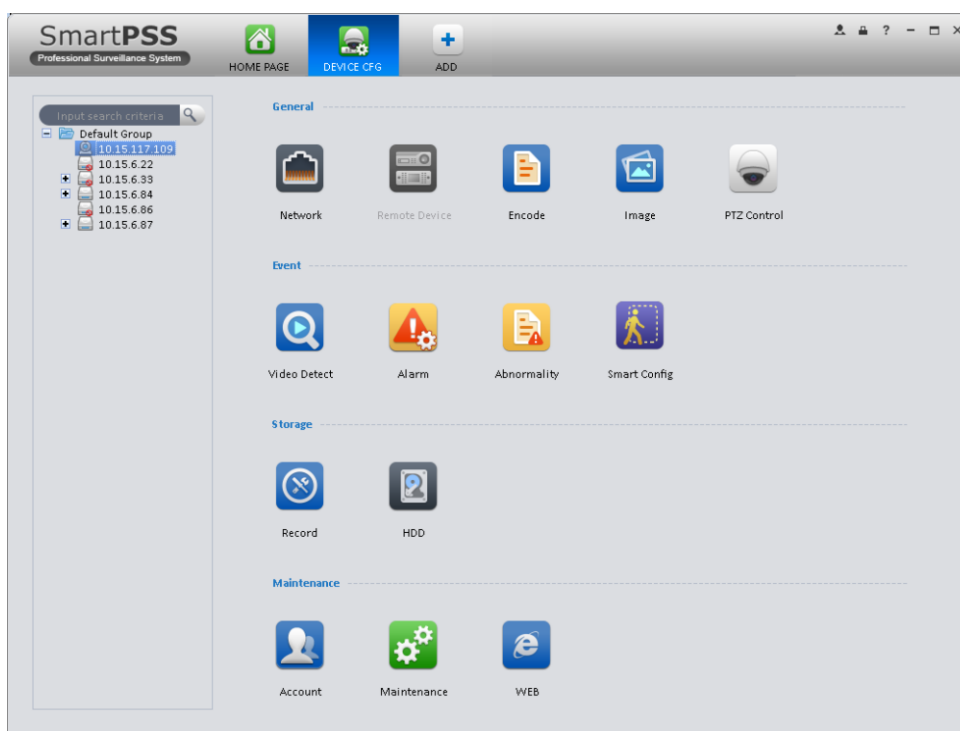 SmartPSS
Professional Surveillance System
HOME PAGE
DEVICE CFG
ADD
Input search criteria
Default Group
10.15.117.109
10.15.6.22
10.15.6.33
10.15.6.84
10.15.6.86
10.15.6.87
General
Network
Remote Device
Encode
Image
PTZ Control
Event
Video Detect
Alarm
Abnormality
Smart Config
Storage
Record
HDD
Maintenance
Account
Maintenance
WEB